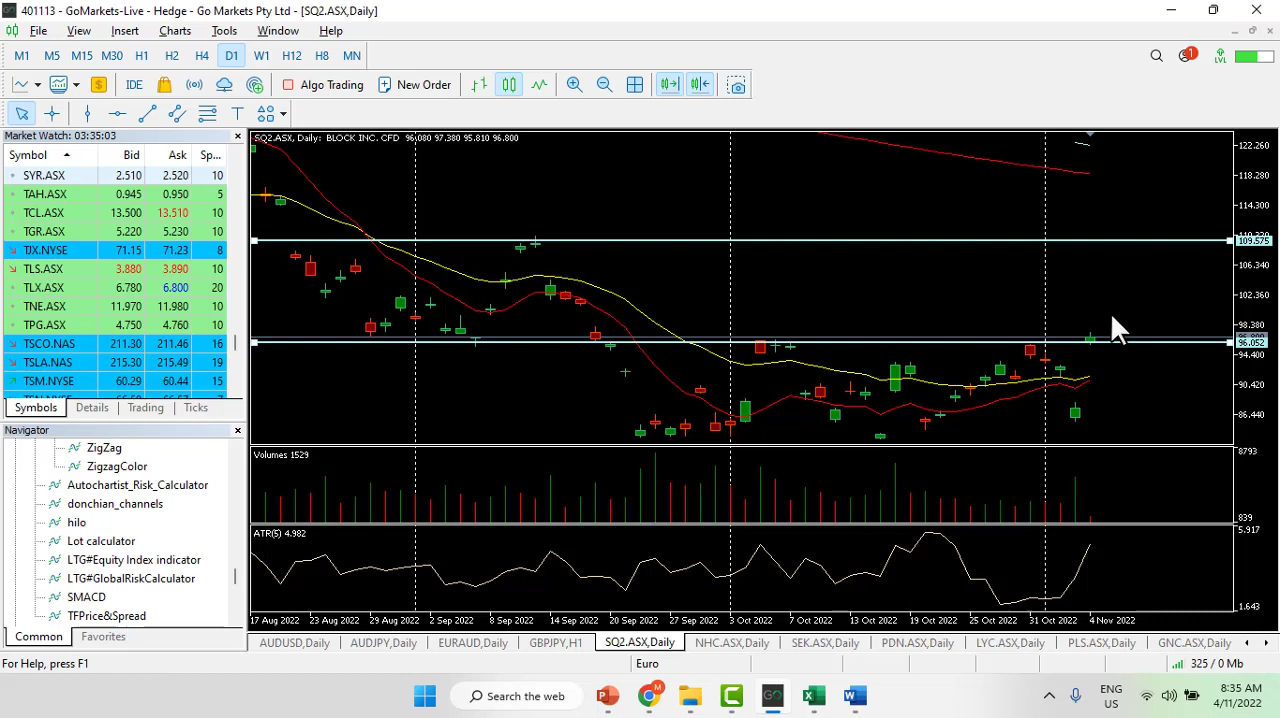 401113 - GoMarkets-Live - Hedge - Go Markets Pty Ltd - [SQ2.ASX,Daily]
File View Insert Charts Tools Window Help
M1 M5 M15 M30 H1 H2 H4 D1 W1 H12 H8 MN
1 LVL
IDE Algo Trading New Order
Market Watch: 03:35:03
Symbol Bid Ask Sp...
SYR.ASX 2.510 2.520 10
TAH.ASX 0.945 0.950 5
TCL.ASX 13.500 13.510 10
TGR.ASX 5.220 5.230 10
TJX.NYSE 71.15 71.23 8
TLS.ASX 3.880 3.890 10
TLX.ASX 6.780 6.800 20
TNE.ASX 11.970 11.980 10
TPG.ASX 4.750 4.760 10
TSCO.NAS 211.30 211.46 16
TSLA.NAS 215.30 215.49 19
TSM.NYSE 60.29 60.44 15
Symbols Details Trading Ticks
Navigator
ZigZag
ZigzagColor
Autochartist_Risk_Calculator
donchian_channels
hilo
Lot calculator
LTG#Equity Index indicator
LTG#GlobalRiskCalculator
SMACD
TFPrice&Spread
Common Favorites
SQ2.ASX, Daily: BLOCK INC. CFD 96.080 97.380 95.810 96.800
122.260
118.280
114.300
109.575
106.340
102.360
98.380
96.052
94.400
90.420
86.440
Volumes 1529
8793
839
ATR(5) 4.982
5.917
1.643
17 Aug 2022 23 Aug 2022 29 Aug 2022 2 Sep 2022 8 Sep 2022 14 Sep 2022 20 Sep 2022 27 Sep 2022 3 Oct 2022 7 Oct 2022 13 Oct 2022 19 Oct 2022 25 Oct 2022 31 Oct 2022 4 Nov 2022
AUDUSD,Daily AUDJPY,Daily EURAUD,Daily GBPJPY,H1 SQ2.ASX,Daily NHC.ASX,Daily SEK.ASX,Daily PDN.ASX,Daily LYC.ASX,Daily PLS.ASX,Daily GNC.ASX,Daily
For Help, press F1
Euro
325 / 0 Mb
Search the web
GO
ENG
US
8:35 AM
4/11/2022